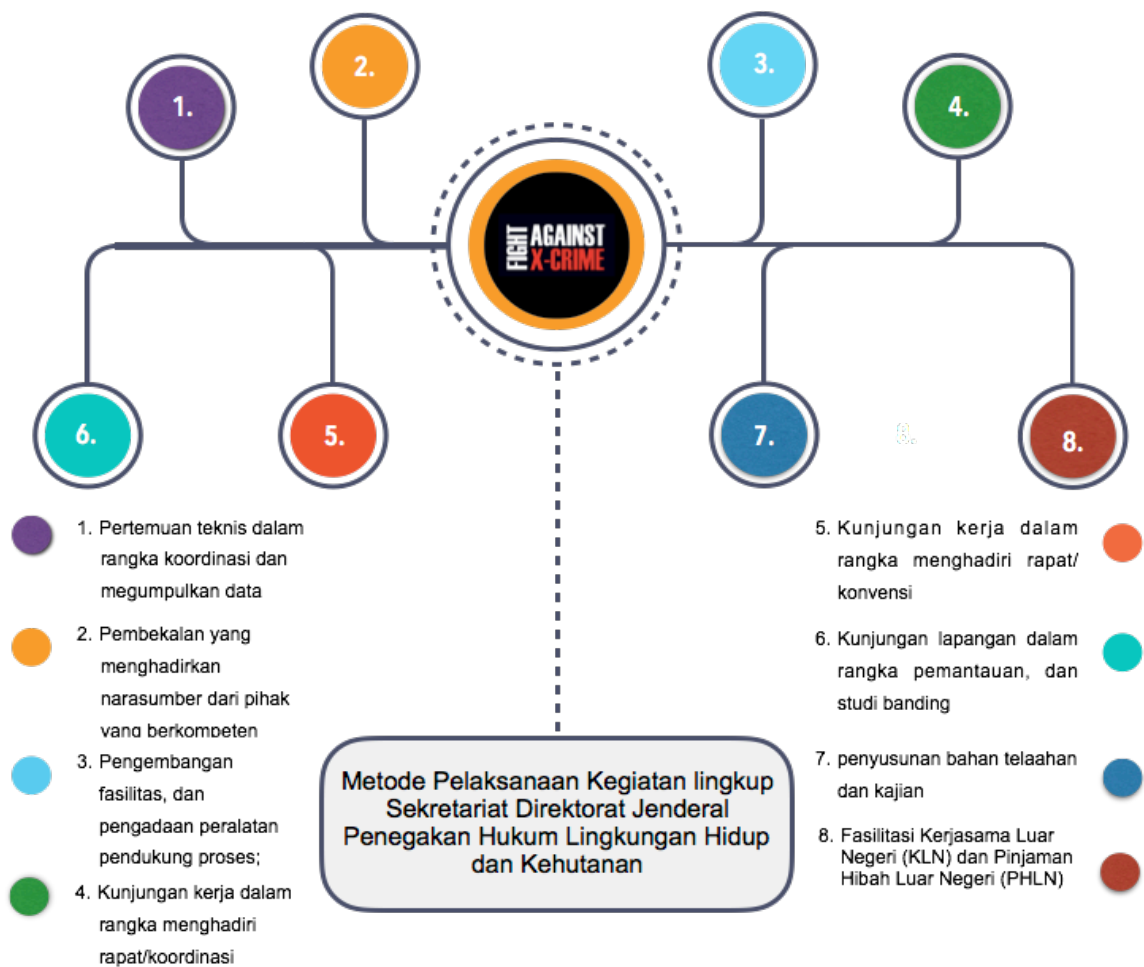 1.
2.
3.
4.
FIGHT
AGAINST
X-CRIME
6.
5.
7.
8.
8.
1. Pertemuan teknis dalam
rangka koordinasi dan
megumpulkan data
2. Pembekalan yang
menghadirkan
narasumber dari pihak
yang berkompeten
3. Pengembangan
fasilitas, dan
pengadaan peralatan
pendukung proses;
4. Kunjungan kerja dalam
rangka menghadiri
rapat/koordinasi
5. Kunjungan kerja dalam
rangka menghadiri rapat/
konvensi
6. Kunjungan lapangan dalam
rangka pemantauan, dan
studi banding
7. penyusunan bahan telaahan
dan kajian
8. Fasilitasi Kerjasama Luar
Negeri (KLN) dan Pinjaman
Hibah Luar Negeri (PHLN)
Metode Pelaksanaan Kegiatan lingkup
Sekretariat Direktorat Jenderal
Penegakan Hukum Lingkungan Hidup
dan Kehutanan